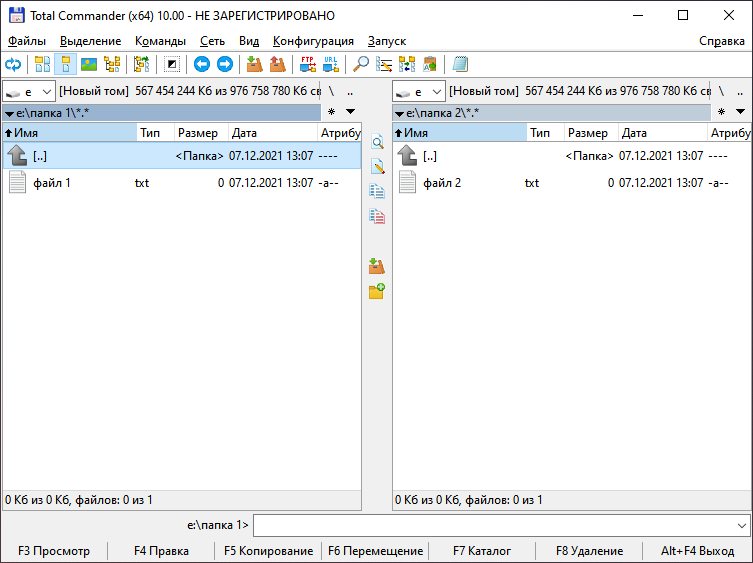 Total Commander (x64) 10.00 - НЕ ЗАРЕГИСТРИРОВАНО
Файлы Выделение Команды Сеть Вид Конфигурация Запуск Справка
FTP URL
e [Новый том] 567 454 244 Кб из 976 758 780 Кб св \ ..
e [Новый том] 567 454 244 Кб из 976 758 780 Кб св \ ..
e:\папка 1\*.* * 
e:\папка 2\*.* *
Имя Тип Размер Дата Атрибу
[..] <Папка> 07.12.2021 13:07 ----
файл 1 txt 0 07.12.2021 13:07 -a--
Имя Тип Размер Дата Атрибу
[..] <Папка> 07.12.2021 13:07 ----
файл 2 txt 0 07.12.2021 13:07 -a--
0 Кб из 0 Кб, файлов: 0 из 1
0 Кб из 0 Кб, файлов: 0 из 1
e:\папка 1>
F3 Просмотр F4 Правка F5 Копирование F6 Перемещение F7 Каталог F8 Удаление Alt+F4 Выход